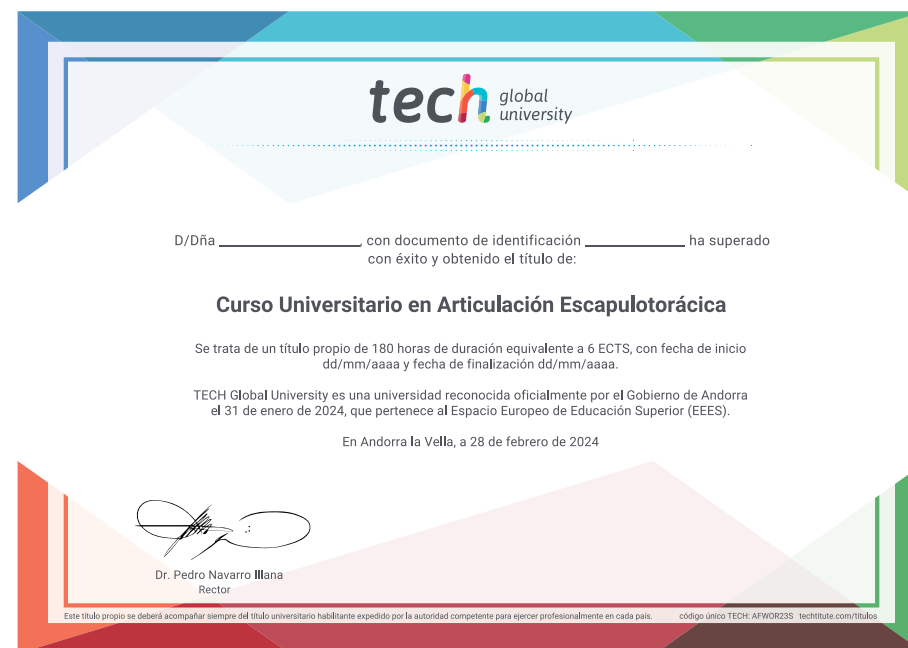 tech global university
D/Dña __________________, con documento de identificación ____________ ha superado
con éxito y obtenido el título de:
Curso Universitario en Articulación Escapulotorácica
Se trata de un título propio de 180 horas de duración equivalente a 6 ECTS, con fecha de inicio
dd/mm/aaaa y fecha de finalización dd/mm/aaaa.
TECH Global University es una universidad reconocida oficialmente por el Gobierno de Andorra
el 31 de enero de 2024, que pertenece al Espacio Europeo de Educación Superior (EEES).
En Andorra la Vella, a 28 de febrero de 2024
Dr. Pedro Navarro Illana
Rector
Este título propio se deberá acompañar siempre del título universitario habilitante expedido por la autoridad competente para ejercer profesionalmente en cada país. código único TECH: AFWOR23S techtitute.com/titulos